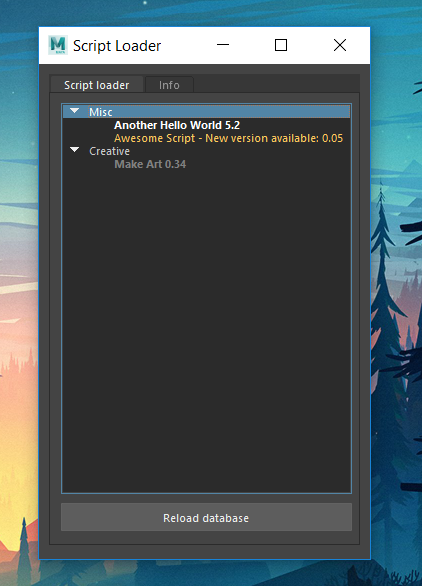 Script Loader
Script loader
Info
Misc
Another Hello World 5.2
Awesome Script - New version available: 0.05
Creative
Make Art 0.34
Reload database